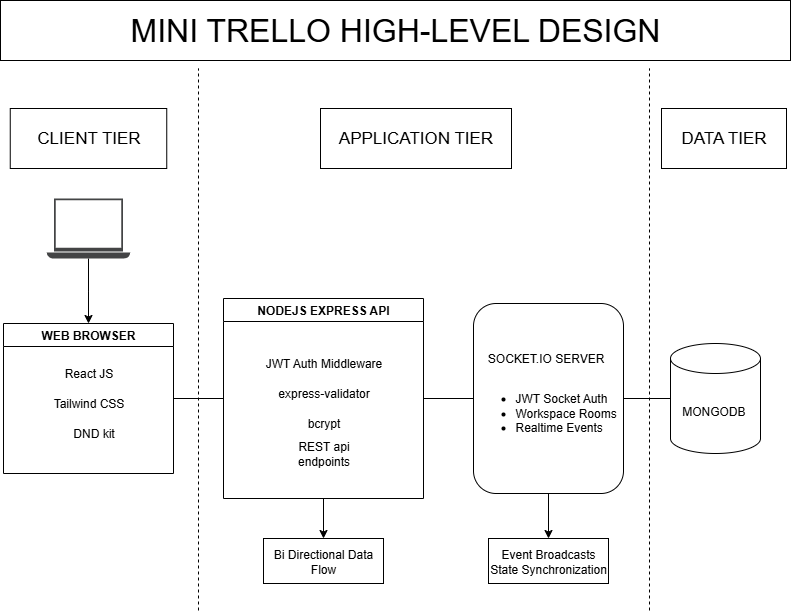 MINI TRELLO HIGH-LEVEL DESIGN
CLIENT TIER
APPLICATION TIER
DATA TIER
WEB BROWSER
React JS
Tailwind CSS
DND kit
NODEJS EXPRESS API
JWT Auth Middleware
express-validator
bcrypt
REST api
endpoints
Bi Directional Data
Flow
SOCKET.IO SERVER
• JWT Socket Auth
• Workspace Rooms
• Realtime Events
Event Broadcasts
State Synchronization
MONGODB